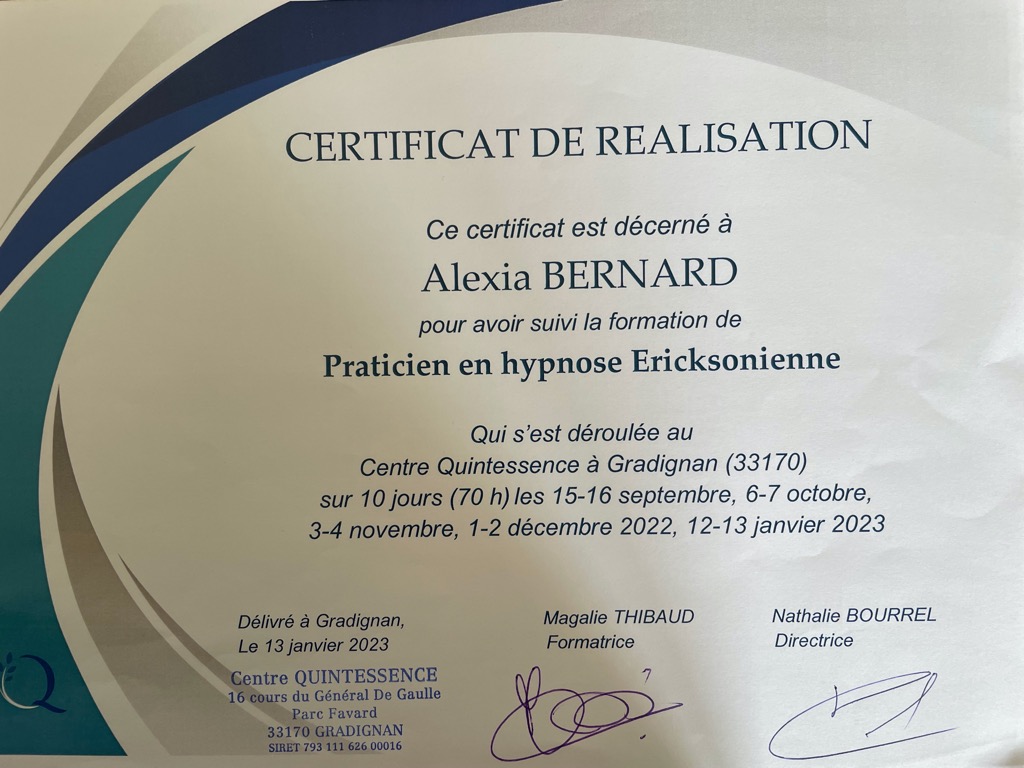 CERTIFICAT DE REALISATION
Ce certificat est décerné à
Alexia BERNARD
pour avoir suivi la formation de
Praticien en hypnose Ericksonienne
Qui s'est déroulée au
Centre Quintessence à Gradignan (33170)
sur 10 jours (70 h) les 15-16 septembre, 6-7 octobre,
3-4 novembre, 1-2 décembre 2022, 12-13 janvier 2023
Délivré à Gradignan,
Le 13 janvier 2023
Centre QUINTESSENCE
16 cours du Général De Gaulle
Parc Favard
33170 GRADIGNAN
SIRET 793 111 626 00016
Magalie THIBAUD
Formatrice
Nathalie BOURREL
Directrice
Q